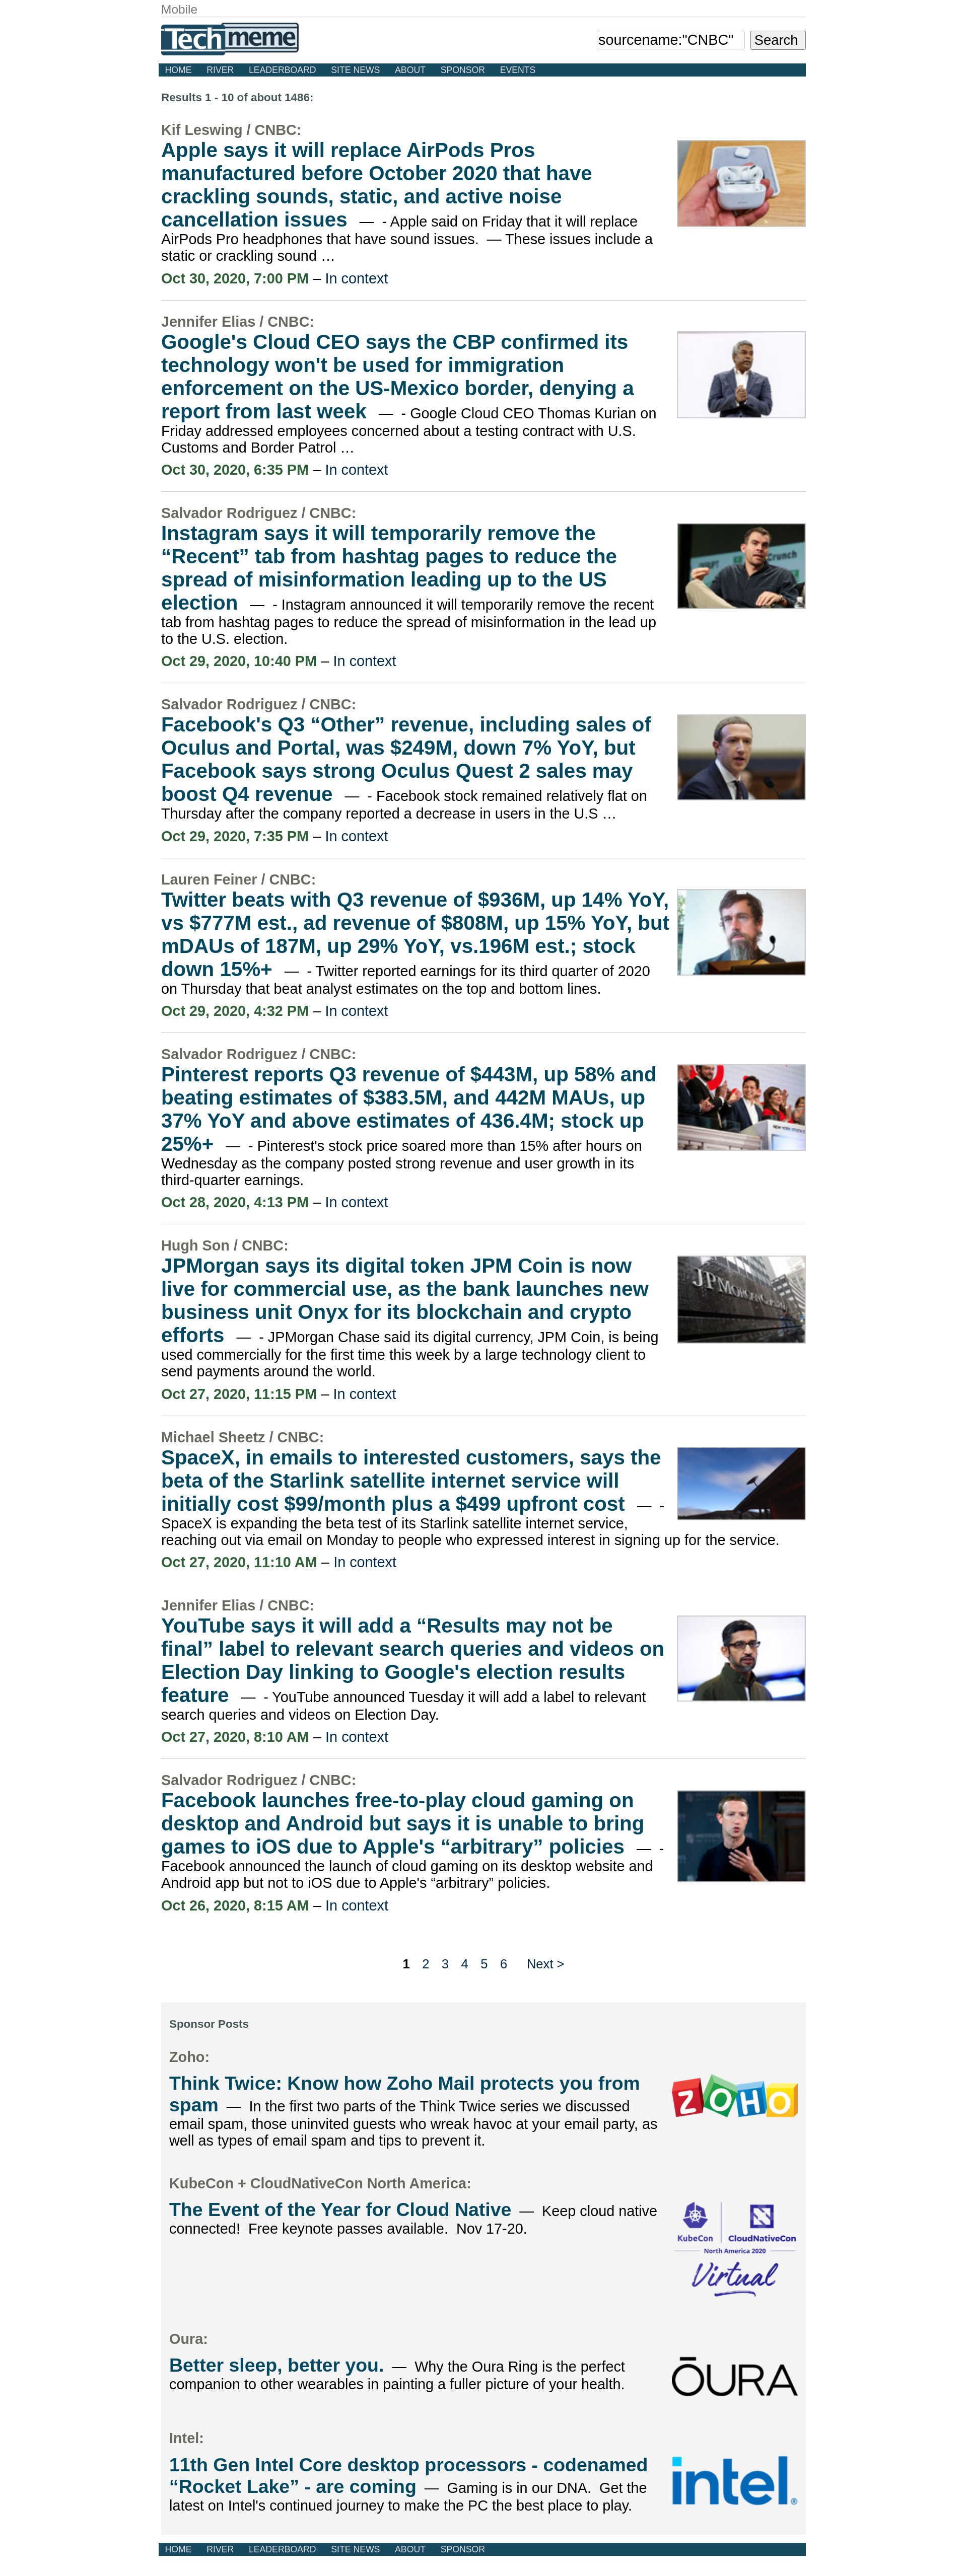 Mobile
Techmeme
sourcename:"CNBC" Search
HOME RIVER LEADERBOARD SITE NEWS ABOUT SPONSOR EVENTS
Results 1 - 10 of about 1486:
Kif Leswing / CNBC:
Apple says it will replace AirPods Pros
manufactured before October 2020 that have
crackling sounds, static, and active noise
cancellation issues — - Apple said on Friday that it will replace
AirPods Pro headphones that have sound issues. — These issues include a
static or crackling sound …
Oct 30, 2020, 7:00 PM – In context
Jennifer Elias / CNBC:
Google's Cloud CEO says the CBP confirmed its
technology won't be used for immigration
enforcement on the US-Mexico border, denying a
report from last week — - Google Cloud CEO Thomas Kurian on
Friday addressed employees concerned about a testing contract with U.S.
Customs and Border Patrol …
Oct 30, 2020, 6:35 PM – In context
Salvador Rodriguez / CNBC:
Instagram says it will temporarily remove the
“Recent” tab from hashtag pages to reduce the
spread of misinformation leading up to the US
election — - Instagram announced it will temporarily remove the recent
tab from hashtag pages to reduce the spread of misinformation in the lead up
to the U.S. election.
Oct 29, 2020, 10:40 PM – In context
Salvador Rodriguez / CNBC:
Facebook's Q3 “Other” revenue, including sales of
Oculus and Portal, was $249M, down 7% YoY, but
Facebook says strong Oculus Quest 2 sales may
boost Q4 revenue — - Facebook stock remained relatively flat on
Thursday after the company reported a decrease in users in the U.S …
Oct 29, 2020, 7:35 PM – In context
Lauren Feiner / CNBC:
Twitter beats with Q3 revenue of $936M, up 14% YoY,
vs $777M est., ad revenue of $808M, up 15% YoY, but
mDAUs of 187M, up 29% YoY, vs.196M est.; stock
down 15%+ — - Twitter reported earnings for its third quarter of 2020
on Thursday that beat analyst estimates on the top and bottom lines.
Oct 29, 2020, 4:32 PM – In context
Salvador Rodriguez / CNBC:
Pinterest reports Q3 revenue of $443M, up 58% and
beating estimates of $383.5M, and 442M MAUs, up
37% YoY and above estimates of 436.4M; stock up
25%+ — - Pinterest's stock price soared more than 15% after hours on
Wednesday as the company posted strong revenue and user growth in its
third-quarter earnings.
Oct 28, 2020, 4:13 PM – In context
Hugh Son / CNBC:
JPMorgan says its digital token JPM Coin is now
live for commercial use, as the bank launches new
business unit Onyx for its blockchain and crypto
efforts — - JPMorgan Chase said its digital currency, JPM Coin, is being
used commercially for the first time this week by a large technology client to
send payments around the world.
Oct 27, 2020, 11:15 PM – In context
Michael Sheetz / CNBC:
SpaceX, in emails to interested customers, says the
beta of the Starlink satellite internet service will
initially cost $99/month plus a $499 upfront cost — -
SpaceX is expanding the beta test of its Starlink satellite internet service,
reaching out via email on Monday to people who expressed interest in signing up for the service.
Oct 27, 2020, 11:10 AM – In context
Jennifer Elias / CNBC:
YouTube says it will add a “Results may not be
final” label to relevant search queries and videos on
Election Day linking to Google's election results
feature — - YouTube announced Tuesday it will add a label to relevant
search queries and videos on Election Day.
Oct 27, 2020, 8:10 AM – In context
Salvador Rodriguez / CNBC:
Facebook launches free-to-play cloud gaming on
desktop and Android but says it is unable to bring
games to iOS due to Apple's “arbitrary” policies — -
Facebook announced the launch of cloud gaming on its desktop website and
Android app but not to iOS due to Apple's “arbitrary” policies.
Oct 26, 2020, 8:15 AM – In context
1 2 3 4 5 6 Next >
Sponsor Posts
Zoho:
Think Twice: Know how Zoho Mail protects you from
spam — In the first two parts of the Think Twice series we discussed
email spam, those uninvited guests who wreak havoc at your email party, as
well as types of email spam and tips to prevent it.
ZOHO
KubeCon + CloudNativeCon North America:
The Event of the Year for Cloud Native — Keep cloud native
connected! Free keynote passes available. Nov 17-20.
KubeCon CloudNativeCon
North America 2020
Virtual
Oura:
Better sleep, better you. — Why the Oura Ring is the perfect
companion to other wearables in painting a fuller picture of your health.
ŌURA
Intel:
11th Gen Intel Core desktop processors - codenamed
“Rocket Lake” - are coming — Gaming is in our DNA. Get the
latest on Intel's continued journey to make the PC the best place to play.
intel®
HOME RIVER LEADERBOARD SITE NEWS ABOUT SPONSOR